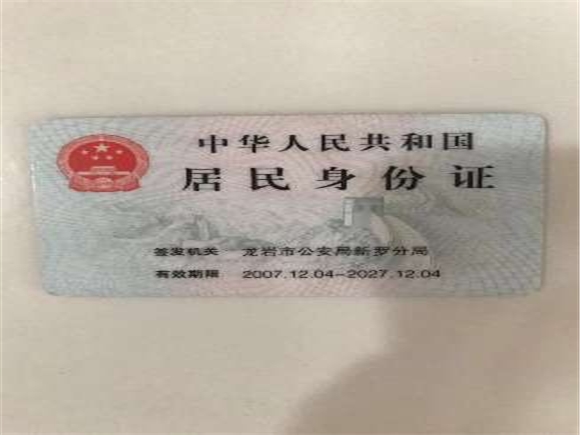 中华人民共和国
居民身份证
签发机关 龙岩市公安局新罗分局
有效期限 2007.12.04-2027.12.04